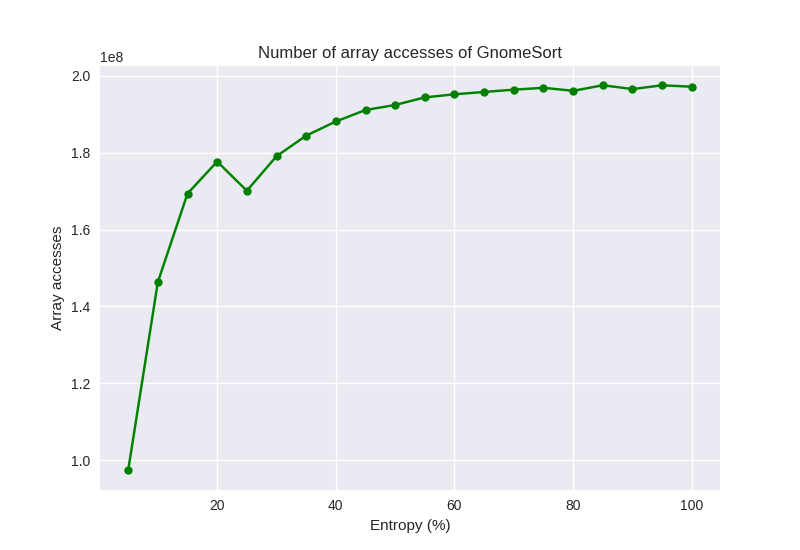 Number of array accesses of GnomeSort
1e8
2.0
1.8
1.6
1.4
1.2
1.0
Array accesses
20 40 60 80 100
Entropy (%)